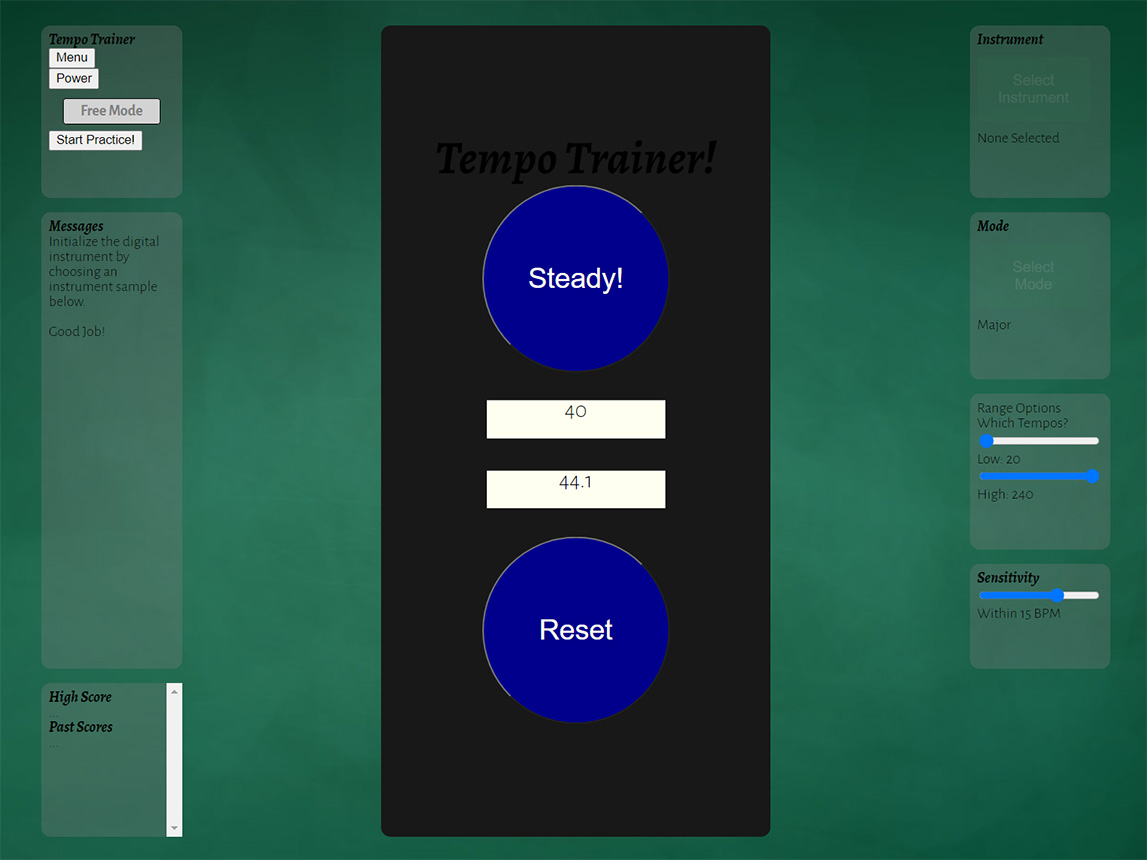 Tempo Trainer
Menu
Power
Free Mode
Start Practice!
Messages
Initialize the digital
instrument by
choosing an
instrument sample
below.
Good Job!
High Score
...
Past Scores
...
Tempo Trainer!
Steady!
40
44.1
Reset
Instrument
Select
Instrument
None Selected
Mode
Select
Mode
Major
Range Options
Which Tempos?
Low: 20
High: 240
Sensitivity
Within 15 BPM